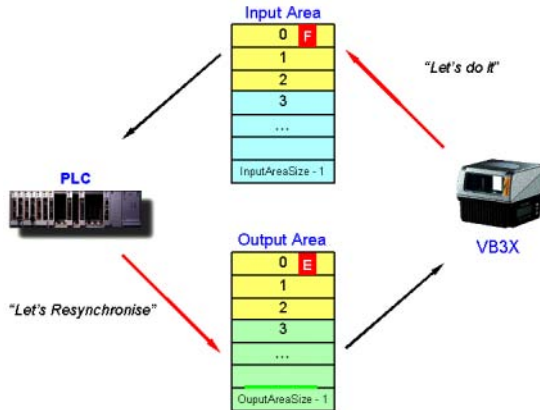 Input Area
0 F
1
2
3
...
InputAreaSize - 1
"Let's do it"
PLC
VB3X
Output Area
0 E
1
2
3
...
OuputAreaSize - 1
"Let's Resynchronise"